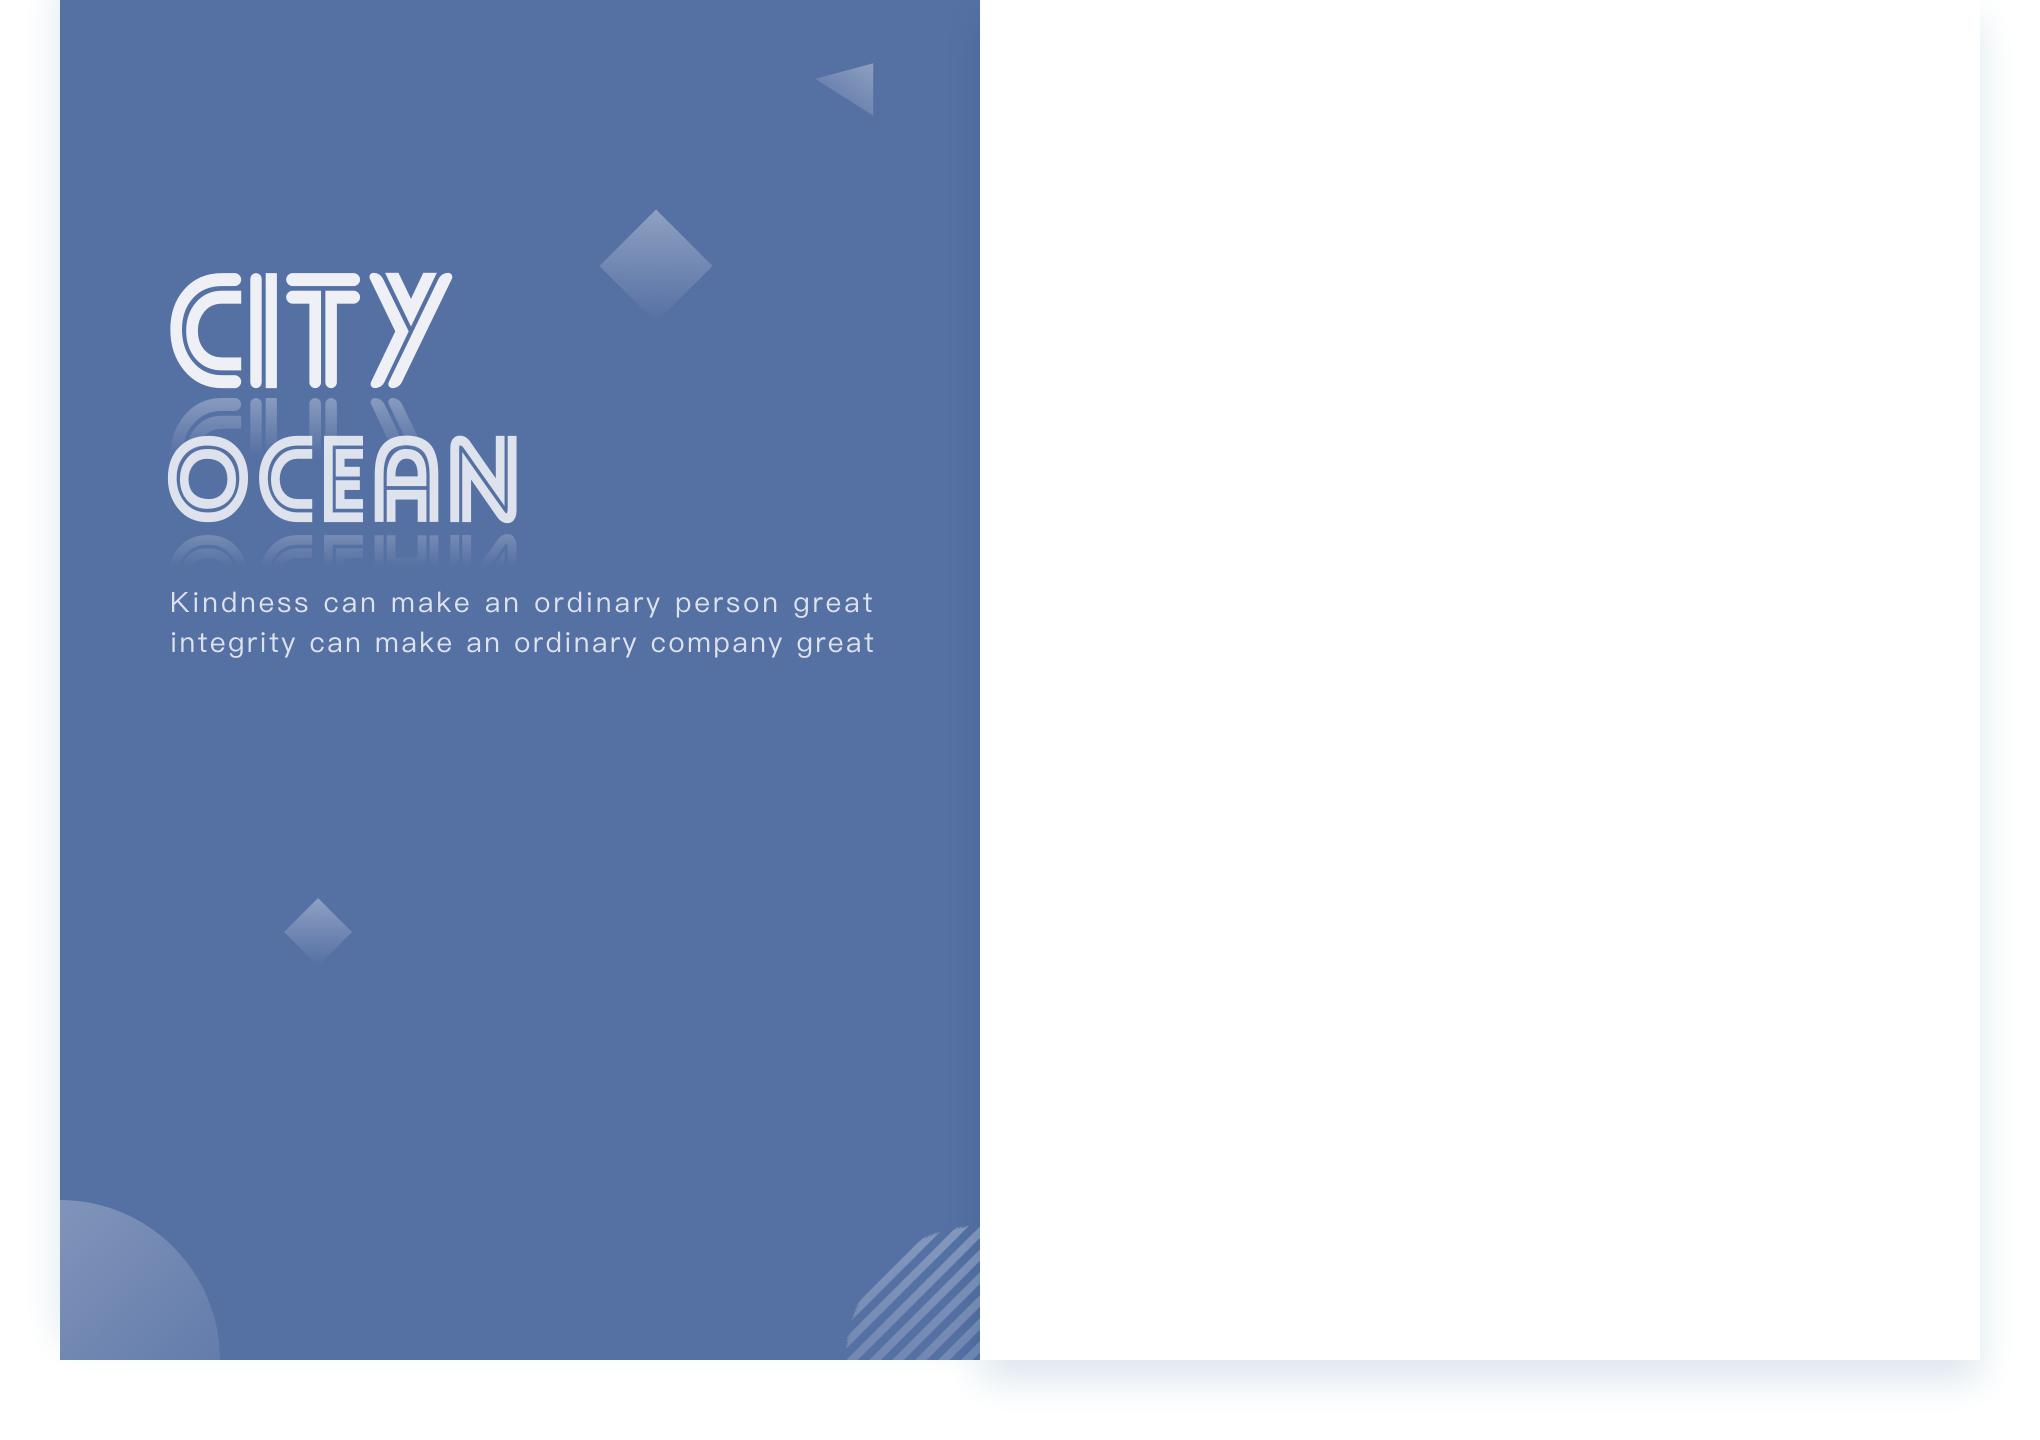 CITY
OCEAN
Kindness can make an ordinary person great
integrity can make an ordinary company great